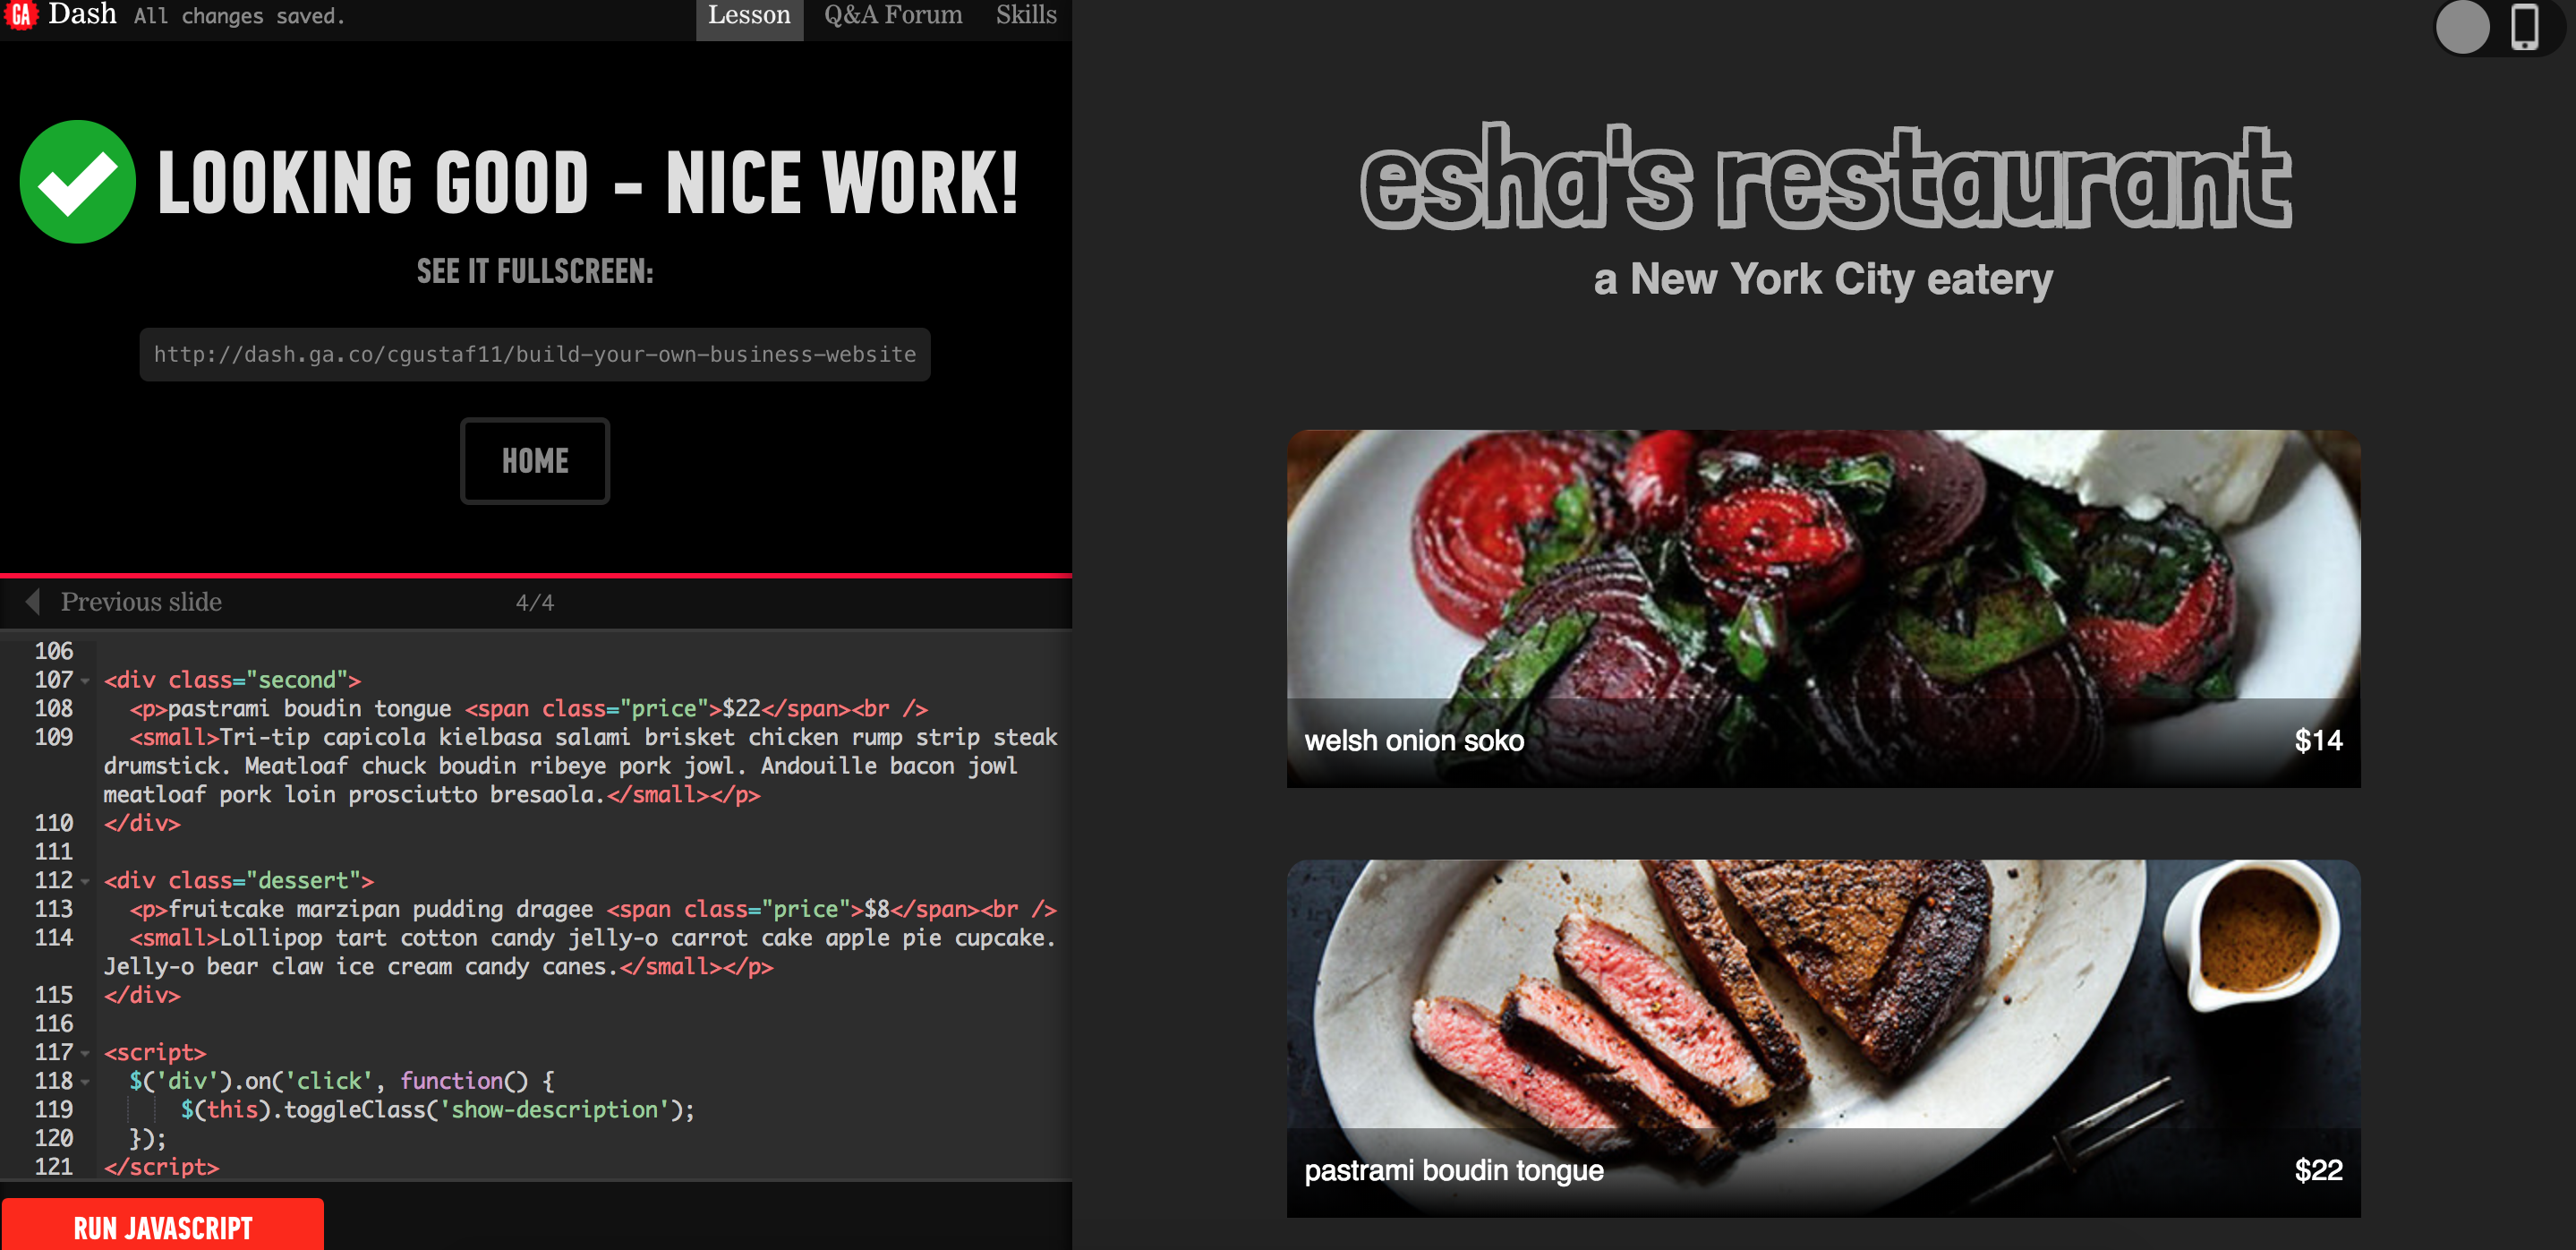 GA Dash All changes saved. Lesson Q&A Forum Skills
LOOKING GOOD - NICE WORK!
SEE IT FULLSCREEN:
http://dash.ga.co/cgustaf11/build-your-own-business-website
HOME
Previous slide 4/4
106
107 <div class="second">
108 <p>pastrami boudin tongue <span class="price">$22</span><br />
109 <small>Tri-tip capicola kielbasa salami brisket chicken rump strip steak
drumstick. Meatloaf chuck boudin ribeye pork jowl. Andouille bacon jowl
meatloaf pork loin prosciutto bresaola.</small></p>
110 </div>
111
112 <div class="dessert">
113 <p>fruitcake marzipan pudding dragee <span class="price">$8</span><br />
114 <small>Lollipop tart cotton candy jelly-o carrot cake apple pie cupcake.
Jelly-o bear claw ice cream candy canes.</small></p>
115 </div>
116
117 <script>
118 $('div').on('click', function() {
119 $(this).toggleClass('show-description');
120 });
121 </script>
RUN JAVASCRIPT
esha's restaurant
a New York City eatery
welsh onion soko $14
pastrami boudin tongue $22